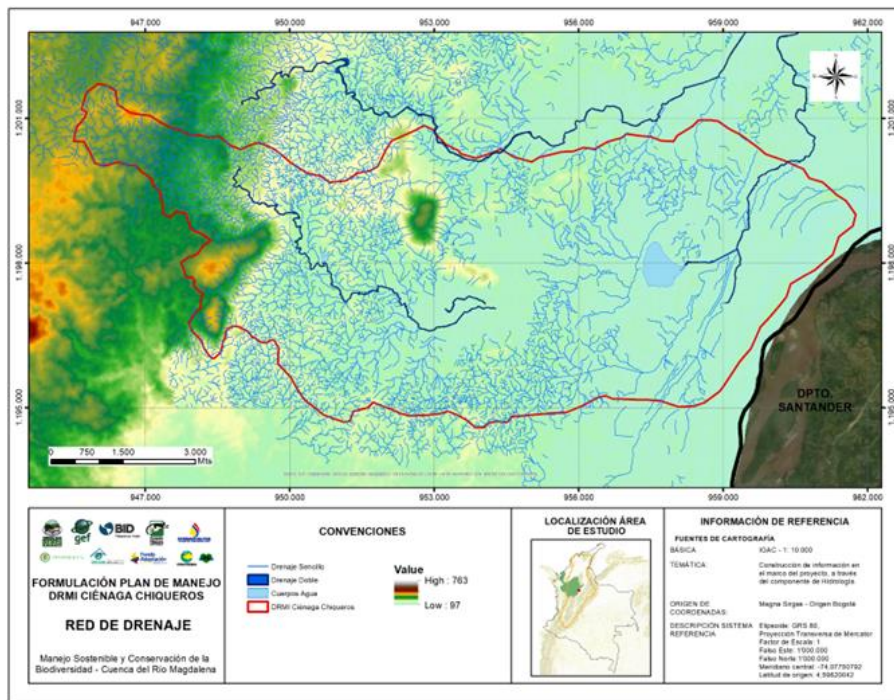 947.000 950.000 953.000 956.000 959.000 962.000
1.201.000 1.201.000
1.198.000 1.198.000
1.195.000 1.195.000
DPTO.
SANTANDER
0 750 1.500 3.000
Mts
947.000 950.000 953.000 956.000 959.000 962.000
gef
BID
FORMULACIÓN PLAN DE MANEJO
DRMI CIÉNAGA CHIQUEROS
RED DE DRENAJE
Manejo Sostenible y Conservación de la
Biodiversidad - Cuenca del Río Magdalena
CONVENCIONES
Drenaje Sencillo
Drenaje Doble
Cuerpos Agua
DRMI Ciénaga Chiqueros
Value
High : 763
Low : 97
LOCALIZACIÓN ÁREA
DE ESTUDIO
INFORMACIÓN DE REFERENCIA
FUENTES DE CARTOGRAFÍA
BÁSICA: IGAC - 1: 10.000
TEMÁTICA: Construcción de información en
el marco del proyecto, a través
del componente de Hidrología.
ORIGEN DE
COORDENADAS: Magna Sirgas - Origen Bogotá
DESCRIPCIÓN SISTEMA
REFERENCIA: Elipsoide: GRS 80,
Proyección Transversa de Mercator
Factor de Escala: 1
Falso Este: 1'000.000
Falso Norte: 1'000.000
Meridiano central: -74,07750792
Latitud de origen: 4,59620042